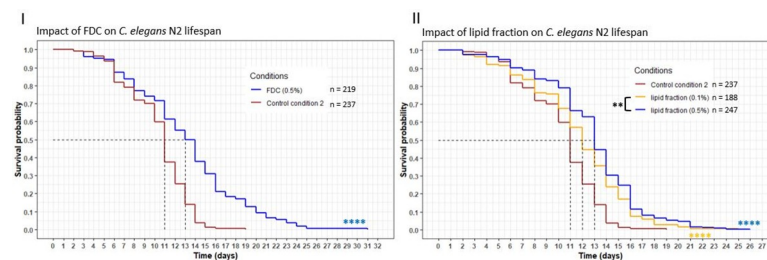 I
Impact of FDC on C. elegans N2 lifespan
Survival probability
1.0
0.9
0.8
0.7
0.6
0.5
0.4
0.3
0.2
0.1
0.0
Conditions
FDC (0.5%) n = 219
Control condition 2 n = 237
****
0 1 2 3 4 5 6 7 8 9 10 11 12 13 14 15 16 17 18 19 20 21 22 23 24 25 26 27 28 29 30 31 32
Time (days)
II
Impact of lipid fraction on C. elegans N2 lifespan
Survival probability
1.0
0.9
0.8
0.7
0.6
0.5
0.4
0.3
0.2
0.1
0.0
Conditions
Control condition 2 n = 237
lipid fraction (0.1%) n = 188
lipid fraction (0.5%) n = 247
**
****
****
0 1 2 3 4 5 6 7 8 9 10 11 12 13 14 15 16 17 18 19 20 21 22 23 24 25 26 27
Time (days)